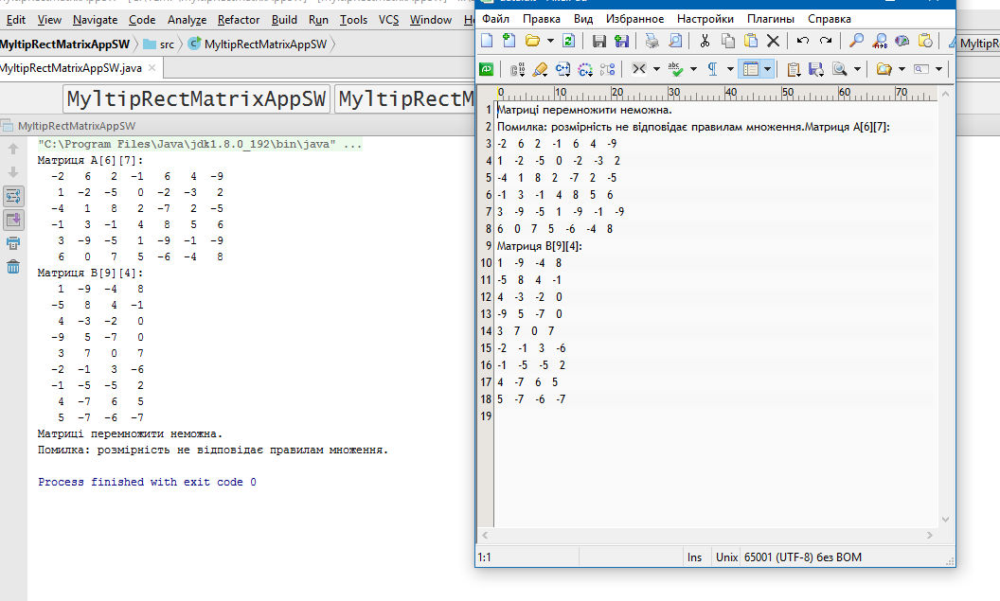 Edit View Navigate Code Analyze Refactor Build Run Tools VCS Window
MyltipRectMatrixAppSW src MyltipRectMatrixAppSW
MyltipRectMatrixAppSW.java
MyltipRectMatrixAppSW
MyltipRectMatrixAppSW
"C:\Program Files\Java\jdk1.8.0_192\bin\java" ...
Матриця A[6][7]:
-2 6 2 -1 6 4 -9
1 -2 -5 0 -2 -3 2
-4 1 8 2 -7 2 -5
-1 3 -1 4 8 5 6
3 -9 -5 1 -9 -1 -9
6 0 7 5 -6 -4 8
Матриця B[9][4]:
1 -9 -4 8
-5 8 4 -1
4 -3 -2 0
-9 5 -7 0
3 7 0 7
-2 -1 3 -6
-1 -5 -5 2
4 -7 6 5
5 -7 -6 -7
Матриці перемножити неможна.
Помилка: розмірність не відповідає правилам множення.
Process finished with exit code 0
Файл Правка Вид Избранное Настройки Плагины Справка
0 10 20 30 40 50 60 70
1 Матриці перемножити неможна.
2 Помилка: розмірність не відповідає правилам множення.Матриця A[6][7]:
3 -2 6 2 -1 6 4 -9
4 1 -2 -5 0 -2 -3 2
5 -4 1 8 2 -7 2 -5
6 -1 3 -1 4 8 5 6
7 3 -9 -5 1 -9 -1 -9
8 6 0 7 5 -6 -4 8
9 Матриця B[9][4]:
10 1 -9 -4 8
11 -5 8 4 -1
12 4 -3 -2 0
13 -9 5 -7 0
14 3 7 0 7
15 -2 -1 3 -6
16 -1 -5 -5 2
17 4 -7 6 5
18 5 -7 -6 -7
19
1:1 Ins Unix 65001 (UTF-8) без BOM